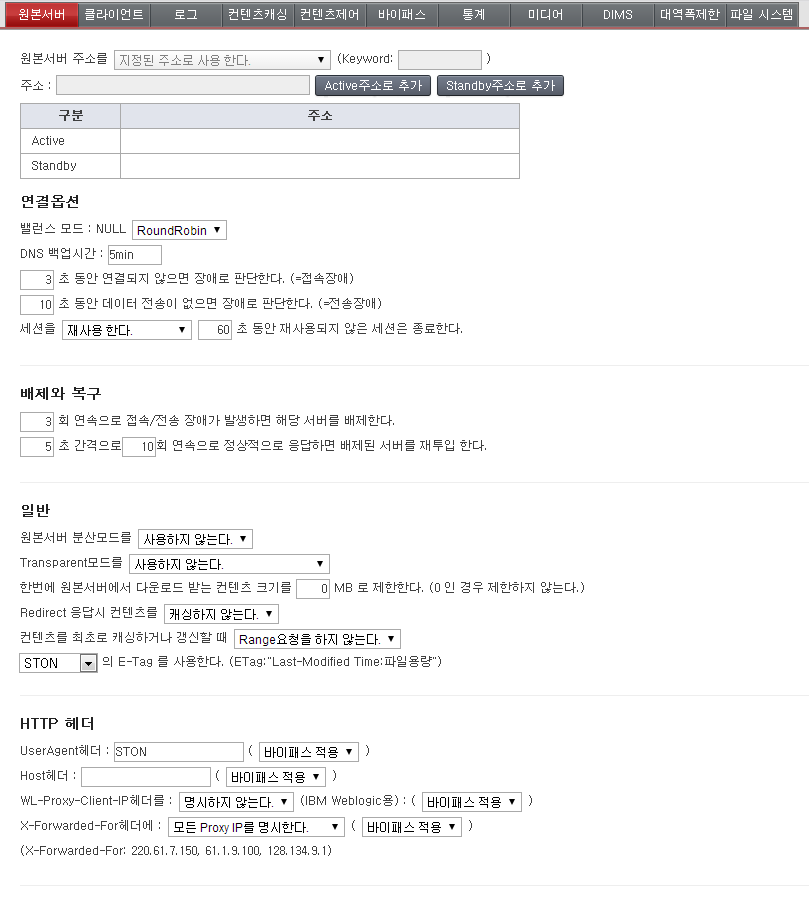 원본서버 클라이언트 로그 컨텐츠캐싱 컨텐츠제어 바이패스 통계 미디어 DIMS 대역폭제한 파일 시스템
원본서버 주소를 지정된 주소로 사용 한다. (Keyword: )
주소 : Active주소로 추가 Standby주소로 추가
구분 주소
Active
Standby
연결옵션
밸런스 모드 : NULL RoundRobin
DNS 백업시간 : 5min
3 초 동안 연결되지 않으면 장애로 판단한다. (=접속장애)
10 초 동안 데이터 전송이 없으면 장애로 판단한다. (=전송장애)
세션을 재사용 한다. 60 초 동안 재사용되지 않은 세션은 종료한다.
배제와 복구
3 회 연속으로 접속/전송 장애가 발생하면 해당 서버를 배제한다.
5 초 간격으로 10 회 연속으로 정상적으로 응답하면 배제된 서버를 재투입 한다.
일반
원본서버 분산모드를 사용하지 않는다.
Transparent모드를 사용하지 않는다.
한번에 원본서버에서 다운로드 받는 컨텐츠 크기를 0 MB 로 제한한다. (0 인 경우 제한하지 않는다.)
Redirect 응답시 컨텐츠를 캐싱하지 않는다.
컨텐츠를 최초로 캐싱하거나 갱신할 때 Range요청을 하지 않는다.
STON 의 E-Tag 를 사용한다. (ETag:"Last-Modified Time:파일용량")
HTTP 헤더
UserAgent헤더 : STON ( 바이패스 적용 )
Host헤더 : ( 바이패스 적용 )
WL-Proxy-Client-IP헤더를 : 명시하지 않는다. (IBM Weblogic용) : ( 바이패스 적용 )
X-Forwarded-For헤더에 : 모든 Proxy IP를 명시한다. ( 바이패스 적용 )
(X-Forwarded-For: 220.61.7.150, 61.1.9.100, 128.134.9.1)